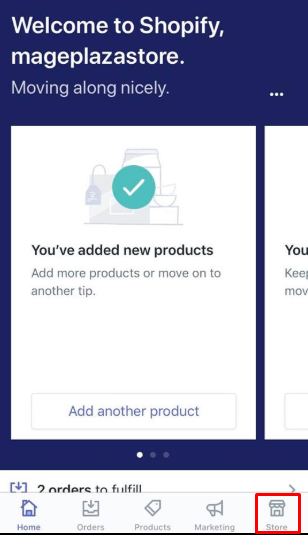 Welcome to Shopify,
mageplazastore.
Moving along nicely.
...
You've added new products
Add more products or move on to
another tip.
Add another product
You
Keep
mov
2 orders to fulfill
Home
Orders
Products
Marketing
Store